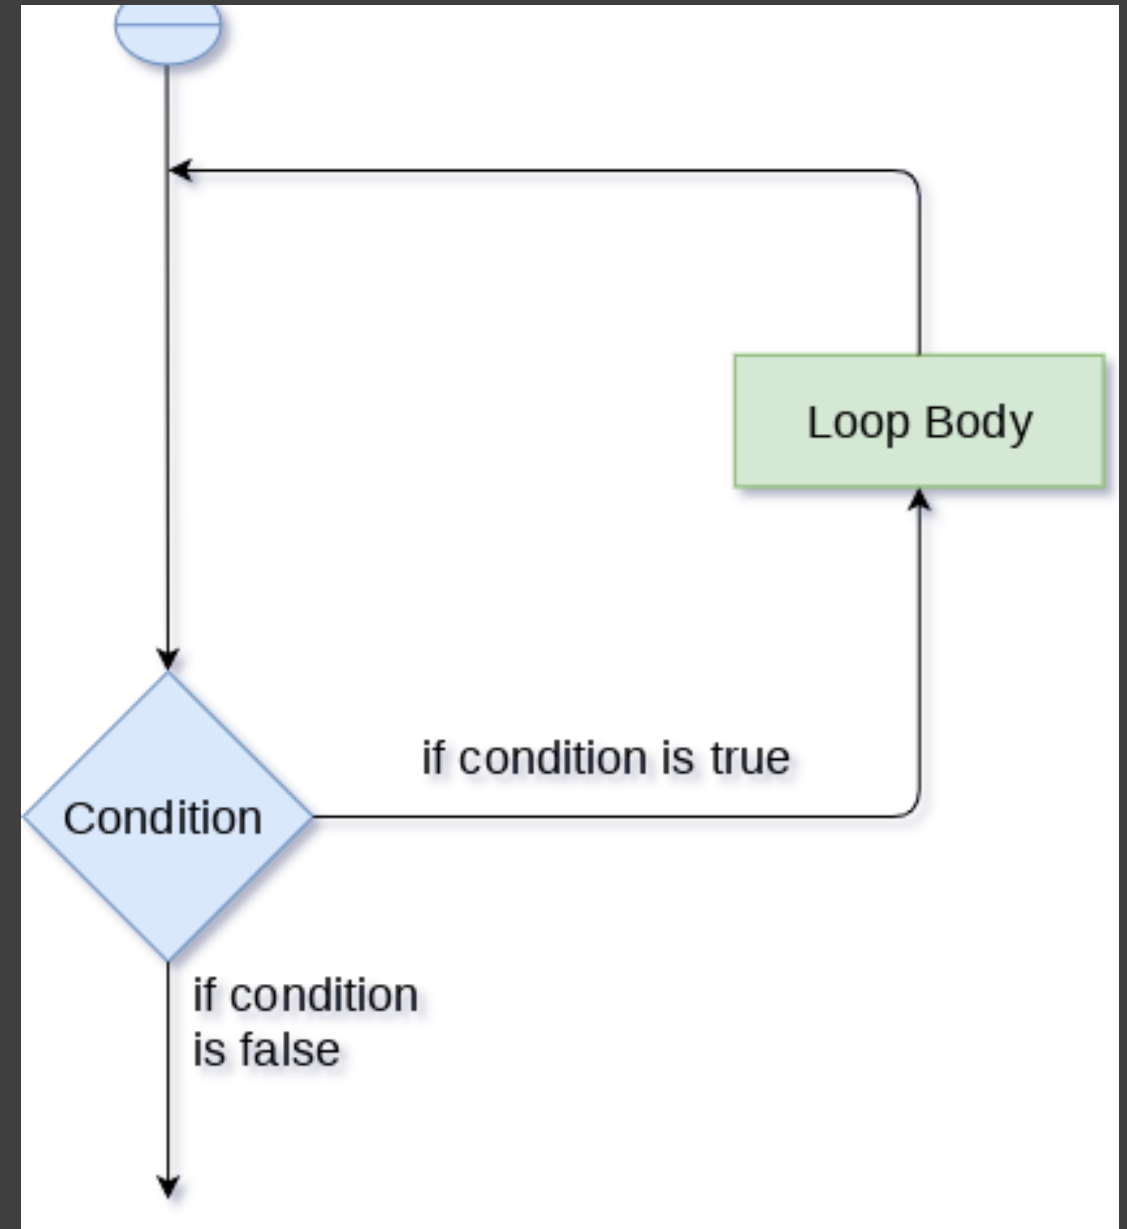 Loop Body
if condition is true
Condition
if condition
is false